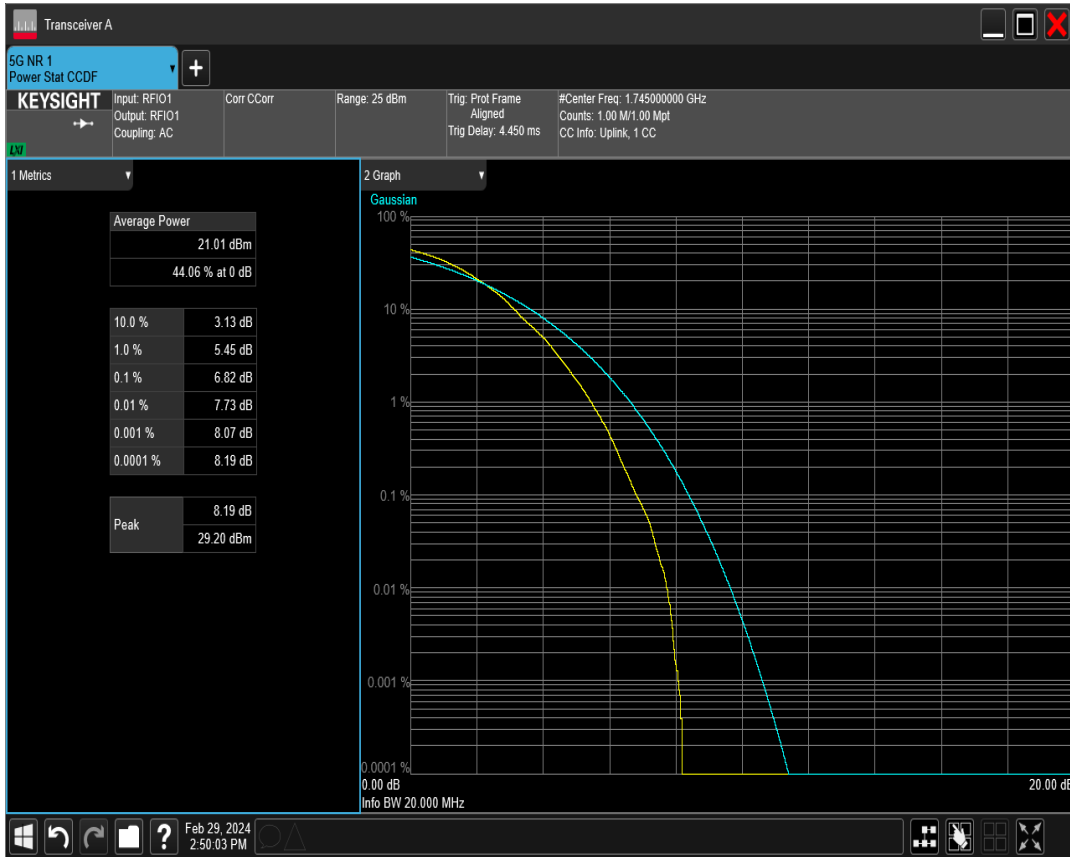 Transceiver A
5G NR 1
Power Stat CCDF
KEYSIGHT
LXI
Input: RFIO1
Output: RFIO1
Coupling: AC
Corr CCorr
Range: 25 dBm
Trig: Prot Frame
Aligned
Trig Delay: 4.450 ms
#Center Freq: 1.745000000 GHz
Counts: 1.00 M/1.00 Mpt
CC Info: Uplink, 1 CC
1 Metrics
Average Power
21.01 dBm
44.06 % at 0 dB
10.0 % 3.13 dB
1.0 % 5.45 dB
0.1 % 6.82 dB
0.01 % 7.73 dB
0.001 % 8.07 dB
0.0001 % 8.19 dB
Peak 8.19 dB
29.20 dBm
2 Graph
Gaussian
100 %
10 %
1 %
0.1 %
0.01 %
0.001 %
0.0001 %
0.00 dB
20.00 dB
Info BW 20.000 MHz
?
Feb 29, 2024
2:50:03 PM